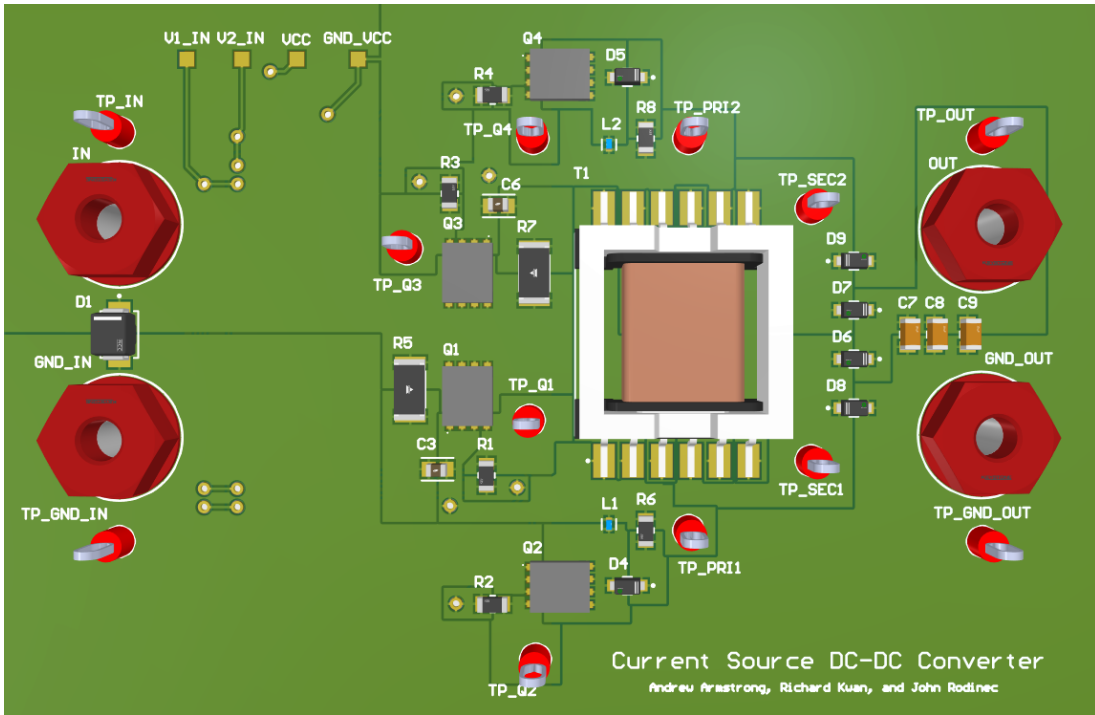 V1_IN V2_IN VCC GND_VCC
Q4
D5
R4
TP_IN
TP_Q4
L2
R8
TP_PRI2
TP_OUT
IN
R3
T1
OUT
C6
TP_SEC2
Q3
R7
TP_Q3
D9
D7
D1
C7 C8 C9
GND_IN
R5
Q1
D6
GND_OUT
TP_Q1
D8
C3
R1
TP_SEC1
TP_GND_IN
L1
R6
TP_GND_OUT
Q2
D4
TP_PRI1
R2
Current Source DC-DC Converter
TP_Q2
Andrew Armstrong, Richard Kwan, and John Rodinec